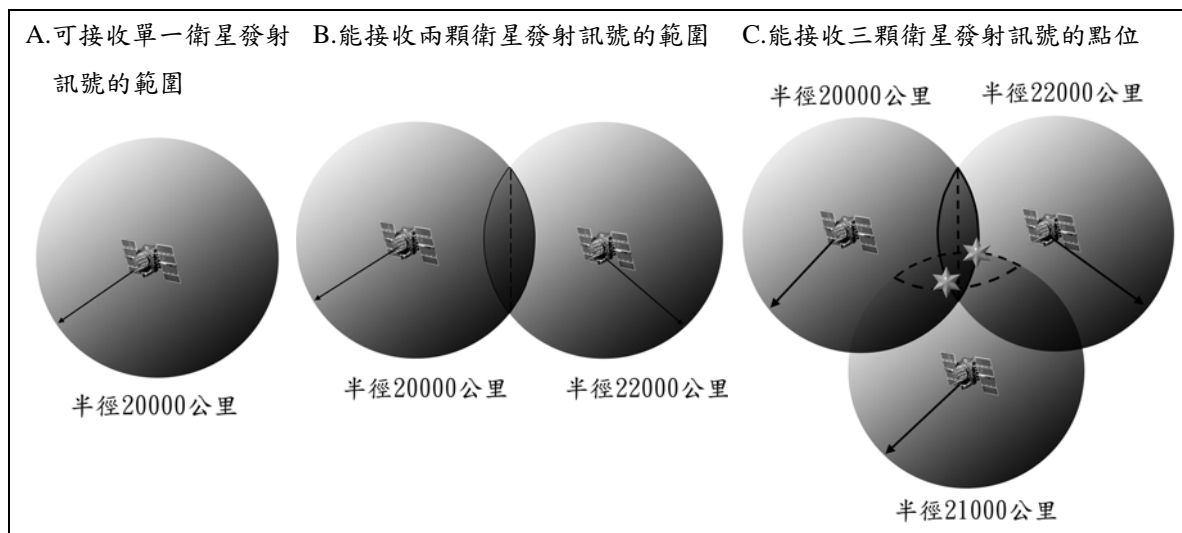 A.可接收單一衛星發射
訊號的範圍
B.能接收兩顆衛星發射訊號的範圍
C.能接收三顆衛星發射訊號的點位
半徑20000公里
半徑20000公里
半徑22000公里
半徑20000公里
半徑22000公里
半徑21000公里